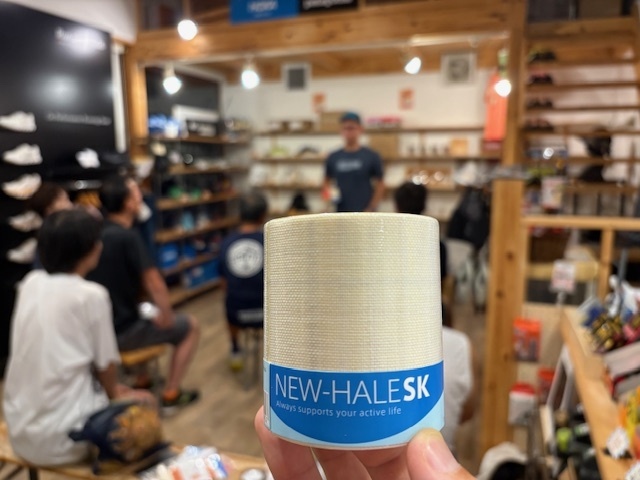 NEW-HALE SK
Always supports your active life